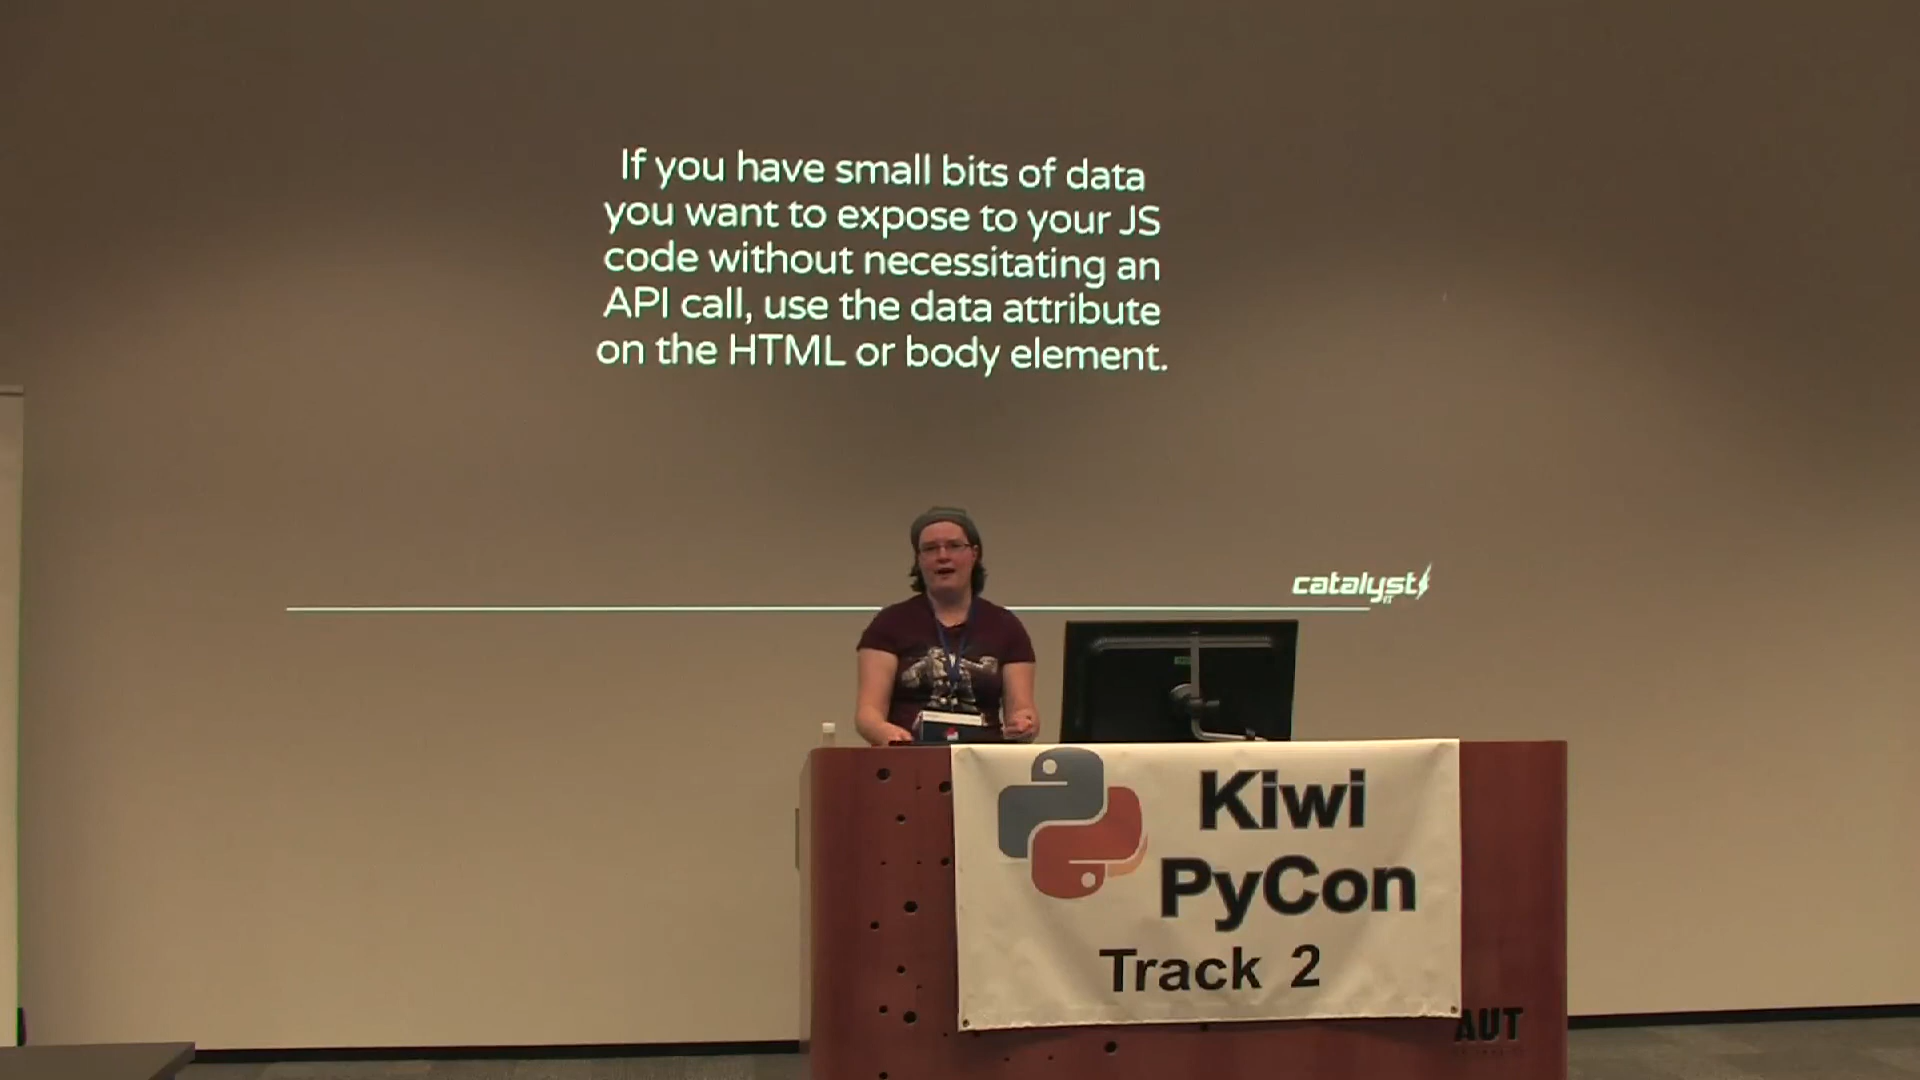 If you have small bits of data
you want to expose to your JS
code without necessitating an
API call, use the data attribute
on the HTML or body element.
catalyst
Kiwi
PyCon
Track 2
AUT